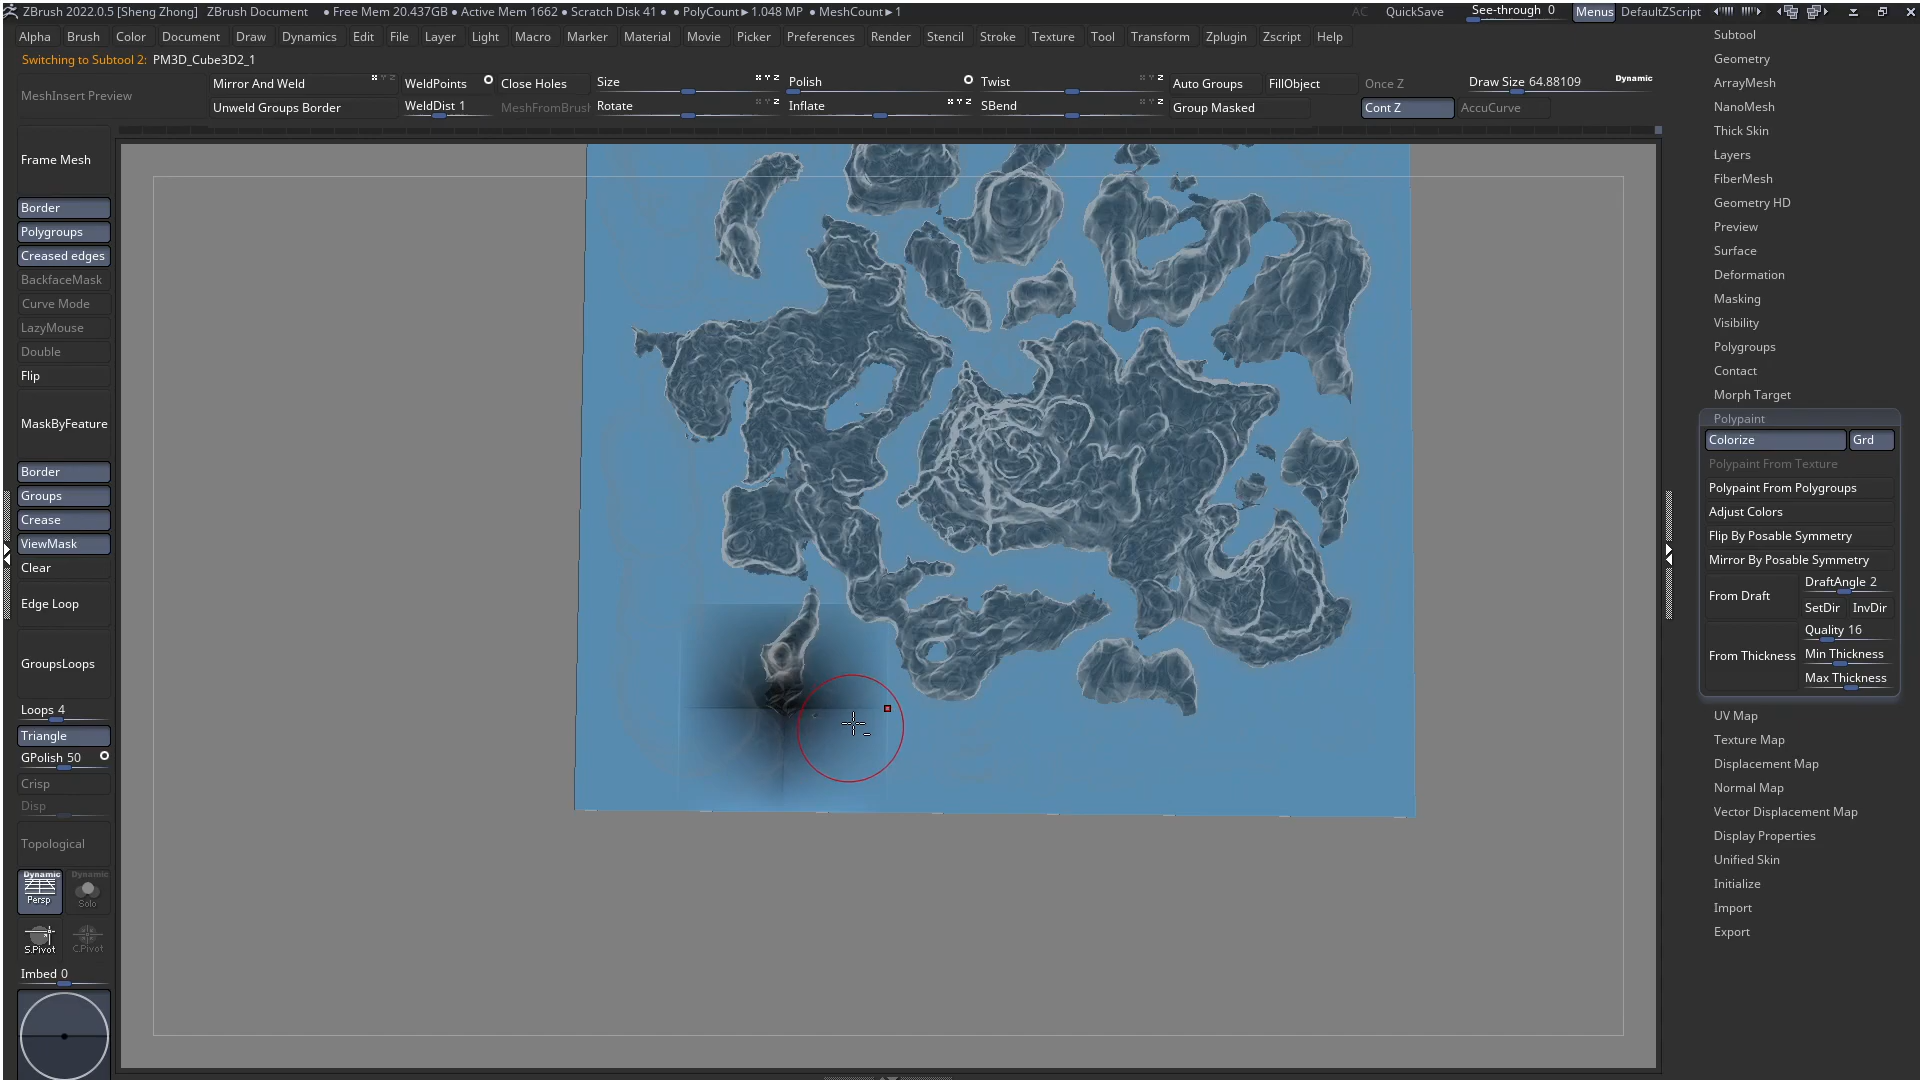 ZBrush 2022.0.5 [Sheng Zhong] ZBrush Document • Free Mem 20.437GB • Active Mem 1662 • Scratch Disk 41 • • PolyCount► 1.048 MP • MeshCount► 1 AC QuickSave See-through 0 Menus DefaultZScript
Alpha Brush Color Document Draw Dynamics Edit File Layer Light Macro Marker Material Movie Picker Preferences Render Stencil Stroke Texture Tool Transform Zplugin Zscript Help
Switching to Subtool 2: PM3D_Cube3D2_1
MeshInsert Preview
Mirror And Weld
Unweld Groups Border
WeldPoints
WeldDist 1
Close Holes
MeshFromBrush
Size
Rotate
Polish
Inflate
Twist
SBend
Auto Groups
Group Masked
FillObject
Once Z
Cont Z
Draw Size 64.88109 Dynamic
AccuCurve
Frame Mesh
Border
Polygroups
Creased edges
BackfaceMask
Curve Mode
LazyMouse
Double
Flip
MaskByFeature
Border
Groups
Crease
ViewMask
Clear
Edge Loop
GroupsLoops
Loops 4
Triangle
GPolish 50
Crisp
Disp
Topological
Dynamic Dynamic
Persp Solo
S.Pivot C.Pivot
Imbed 0
Subtool
Geometry
ArrayMesh
NanoMesh
Thick Skin
Layers
FiberMesh
Geometry HD
Preview
Surface
Deformation
Masking
Visibility
Polygroups
Contact
Morph Target
Polypaint
Colorize Grd
Polypaint From Texture
Polypaint From Polygroups
Adjust Colors
Flip By Posable Symmetry
Mirror By Posable Symmetry
From Draft
DraftAngle 2
SetDir InvDir
From Thickness
Quality 16
Min Thickness
Max Thickness
UV Map
Texture Map
Displacement Map
Normal Map
Vector Displacement Map
Display Properties
Unified Skin
Initialize
Import
Export